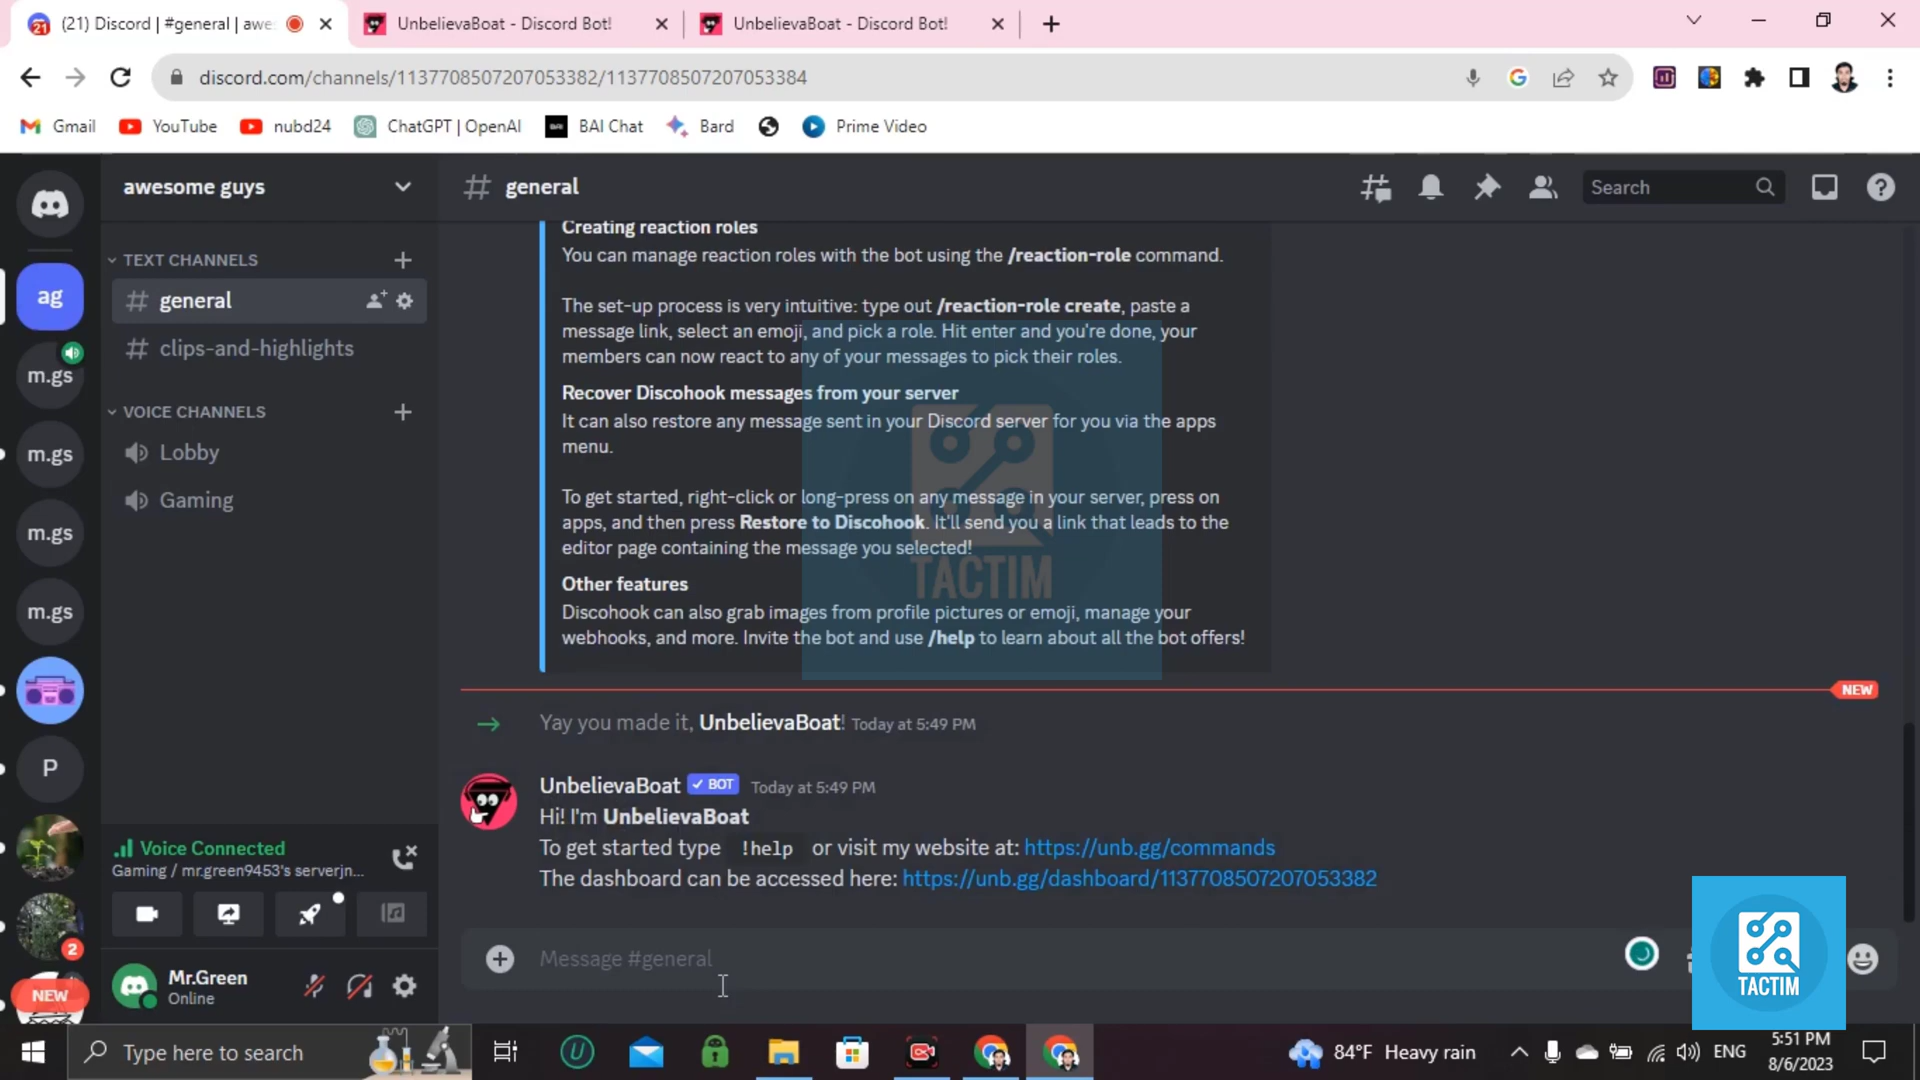 (21) Discord | #general | awe
UnbelievaBoat - Discord Bot!
UnbelievaBoat - Discord Bot!
discord.com/channels/1137708507207053382/1137708507207053384
Gmail
YouTube
nubd24
ChatGPT | OpenAI
BAI Chat
Bard
Prime Video
awesome guys
general
Search
TEXT CHANNELS
general
clips-and-highlights
VOICE CHANNELS
Lobby
Gaming
ag
m.gs
m.gs
m.gs
m.gs
P
2
NEW
Creating reaction roles
You can manage reaction roles with the bot using the /reaction-role command.
The set-up process is very intuitive: type out /reaction-role create, paste a
message link, select an emoji, and pick a role. Hit enter and you're done, your
members can now react to any of your messages to pick their roles.
Recover Discohook messages from your server
It can also restore any message sent in your Discord server for you via the apps
menu.
To get started, right-click or long-press on any message in your server, press on
apps, and then press Restore to Discohook. It'll send you a link that leads to the
editor page containing the message you selected!
Other features
Discohook can also grab images from profile pictures or emoji, manage your
webhooks, and more. Invite the bot and use /help to learn about all the bot offers!
TACTIM
NEW
Yay you made it, UnbelievaBoat! Today at 5:49 PM
UnbelievaBoat ✓ BOT Today at 5:49 PM
Hi! I'm UnbelievaBoat
To get started type !help or visit my website at: https://unb.gg/commands
The dashboard can be accessed here: https://unb.gg/dashboard/1137708507207053382
Message #general
Voice Connected
Gaming / mr.green9453's serverjn...
Mr.Green
Online
TACTIM
Type here to search
84°F Heavy rain
ENG
5:51 PM
8/6/2023